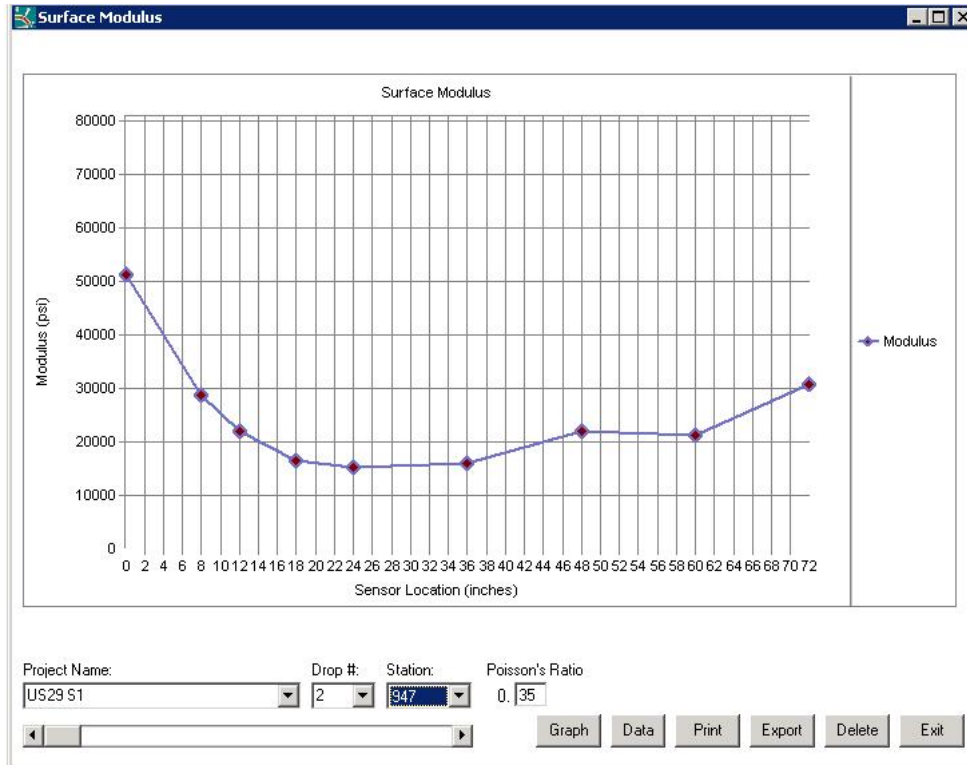 Surface Modulus
Surface Modulus
80000
70000
60000
50000
40000
30000
20000
10000
0
Modulus (psi)
Modulus
0 2 4 6 8 10 12 14 16 18 20 22 24 26 28 30 32 34 36 38 40 42 44 46 48 50 52 54 56 58 60 62 64 66 68 70 72
Sensor Location (inches)
Project Name: Drop #: Station: Poisson's Ratio
US29 S1 2 947 0. 35
Graph Data Print Export Delete Exit